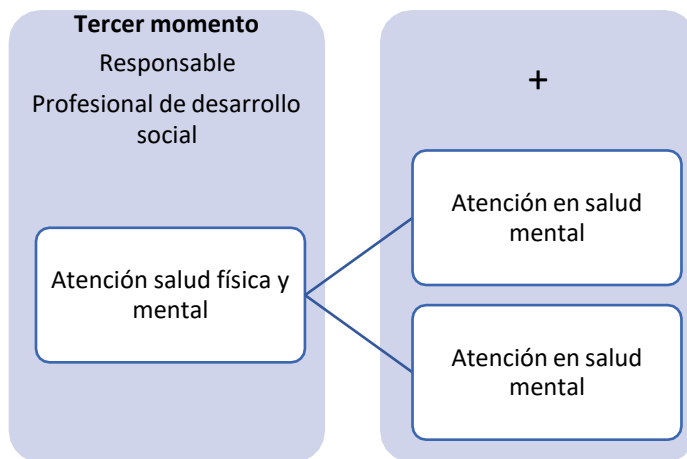 Tercer momento
Responsable
Profesional de desarrollo
social
Atención salud física y
mental
+
Atención en salud
mental
Atención en salud
mental